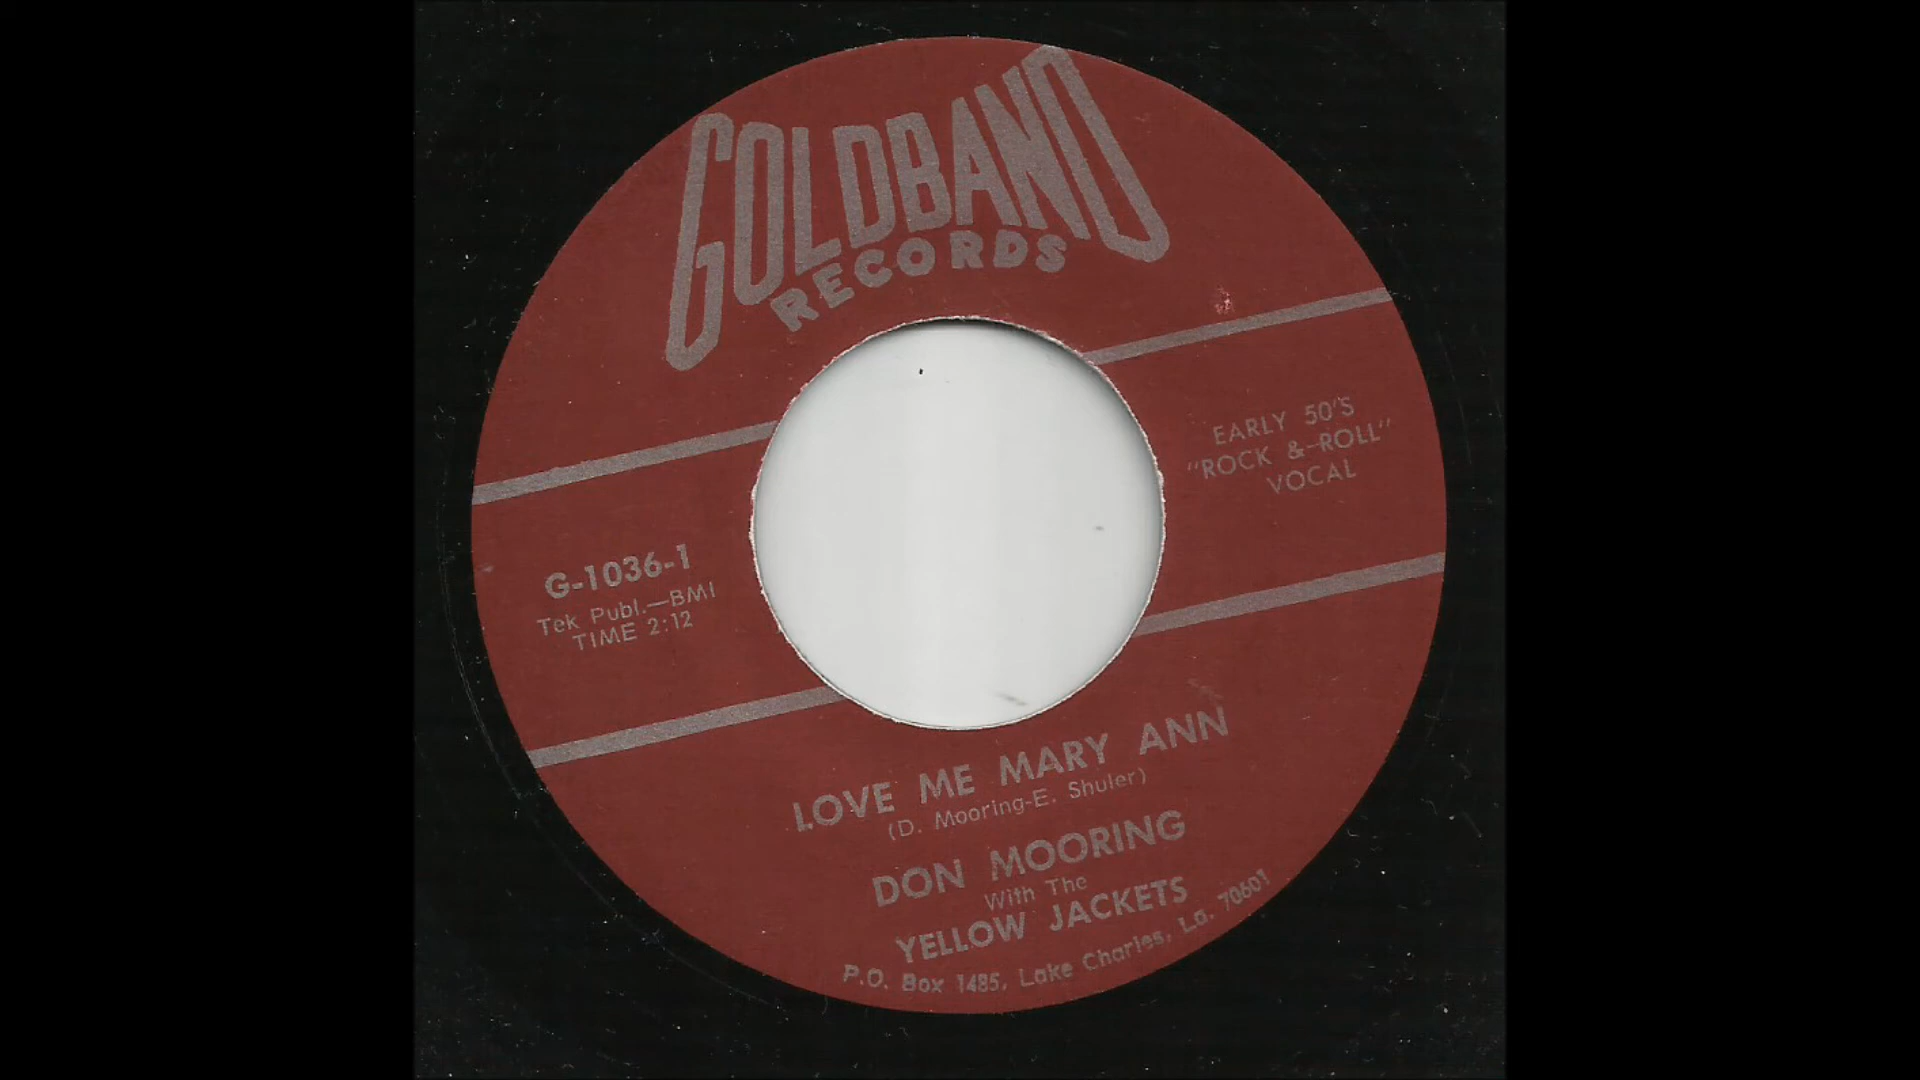 GOLDBAND
RECORDS
EARLY 50'S
"ROCK &-ROLL"
VOCAL
G-1036-1
Tek Publ.—BMI
TIME 2:12
LOVE ME MARY ANN
(D. Mooring-E. Shuler)
DON MOORING
With The
YELLOW JACKETS
P.O. Box 1485, Lake Charles, La. 70601